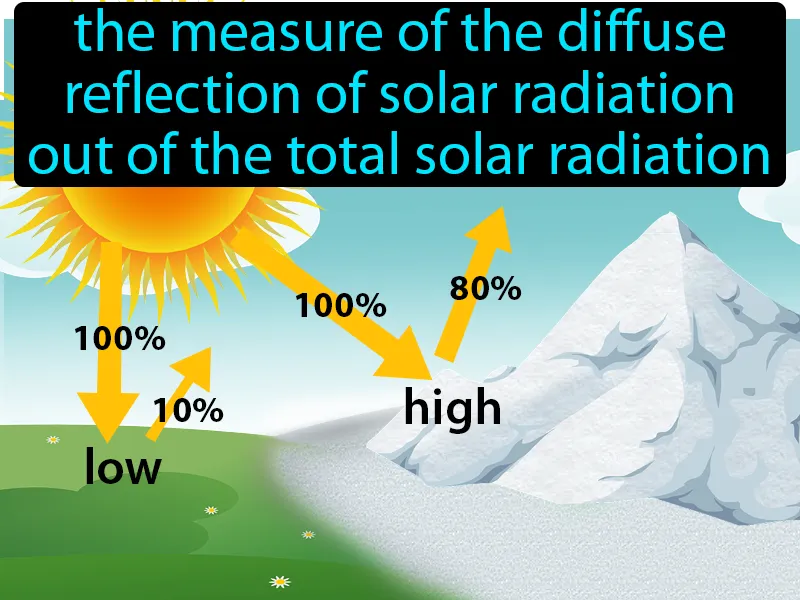 the measure of the diffuse
reflection of solar radiation
out of the total solar radiation
100%
10%
low
100%
80%
high